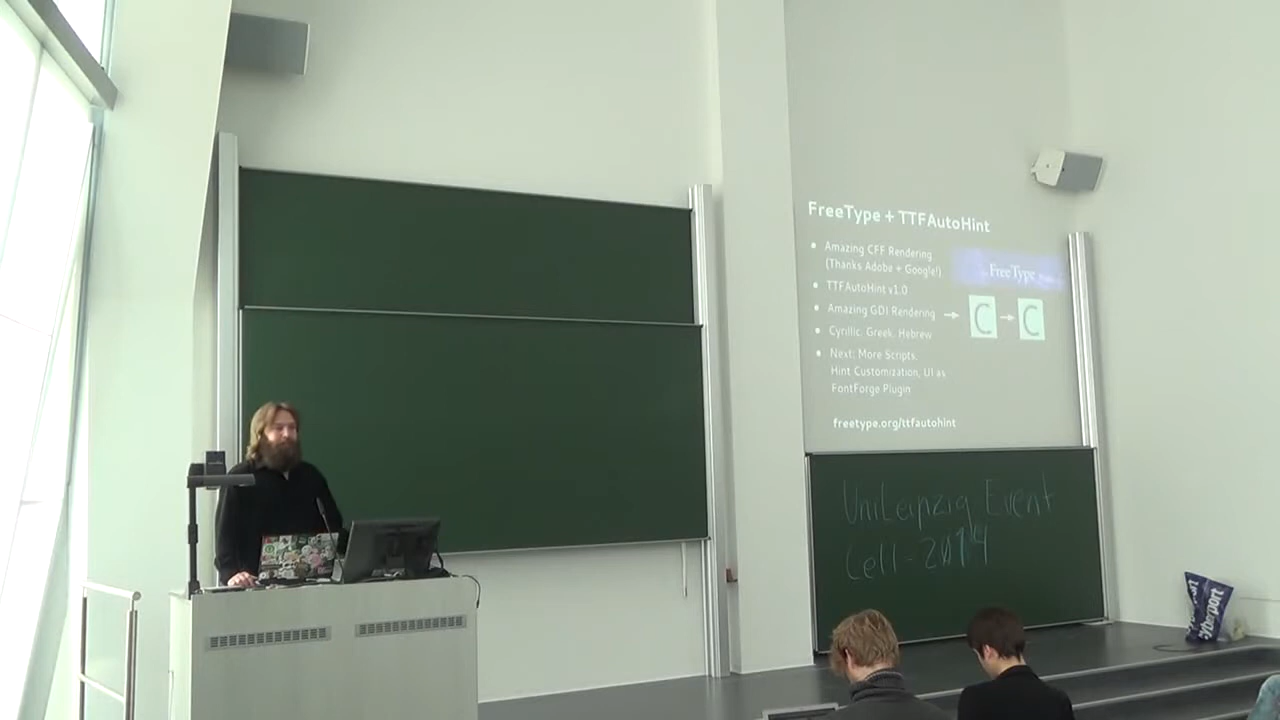 FreeType + TTFAutoHint
Amazing CFF Rendering
(Thanks Adobe + Google!)
TTFAutoHint v1.0
Amazing GDI Rendering
Cyrillic, Greek, Hebrew
Next: More Scripts,
Hint Customization, UI as
FontForge Plugin
freetype.org/ttfautohint
FreeType
C → C
UniLeipzig Event
Cell-2014
cyberport